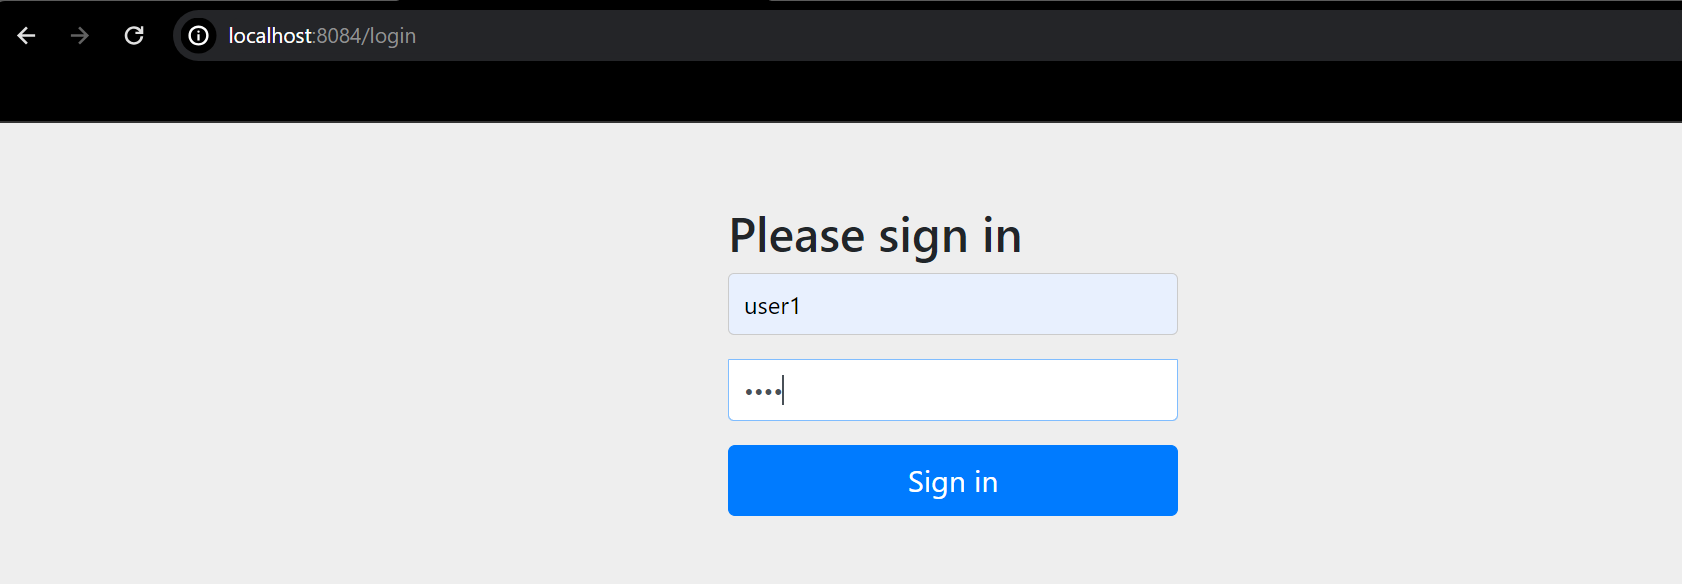 localhost:8084/login
Please sign in
user1
••••
Sign in